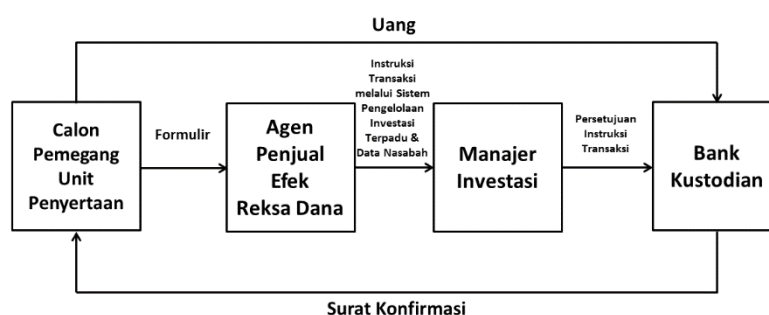 Uang
Calon
Pemegang
Unit
Penyertaan
Formulir
Agen
Penjual
Efek
Reksa Dana
Instruksi
Transaksi
melalui Sistem
Pengelolaan
Investasi
Terpadu &
Data Nasabah
Manajer
Investasi
Persetujuan
Instruksi
Transaksi
Bank
Kustodian
Surat Konfirmasi